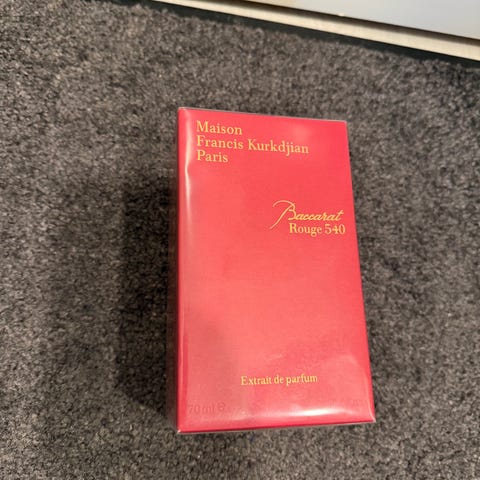 Maison
Francis Kurkdjian
Paris
Baccarat
Rouge 540
Extrait de parfum
70 ml ℮